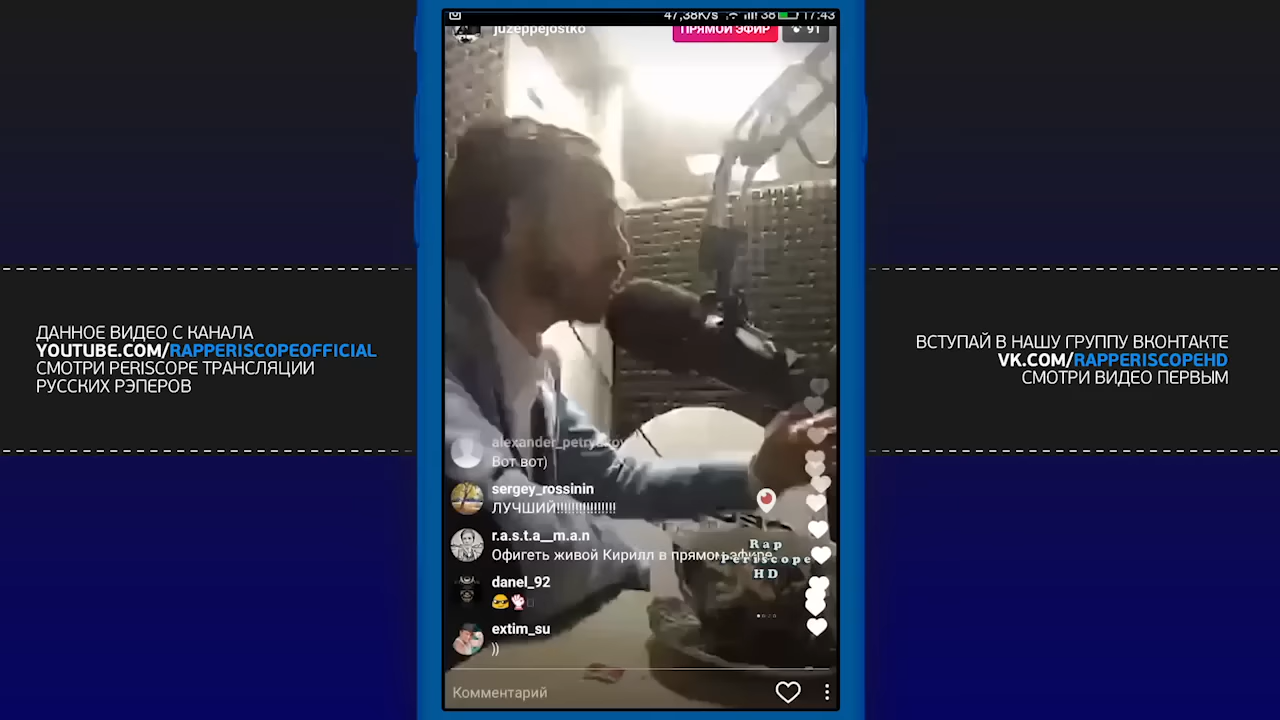 47,38K/s 38 17:43
juzeppejostko
ПРЯМОЙ ЭФИР 91
ДАННОЕ ВИДЕО С КАНАЛА
YOUTUBE.COM/RAPPERISCOPEOFFICIAL
СМОТРИ PERISCOPE ТРАНСЛЯЦИИ
РУССКИХ РЭПЕРОВ
ВСТУПАЙ В НАШУ ГРУППУ ВКОНТАКТЕ
VK.COM/RAPPERISCOPEHD
СМОТРИ ВИДЕО ПЕРВЫМ
alexander_petryakov
Вот вот)
sergey_rossinin
ЛУЧШИЙ!!!!!!!!!!!!!!!!
r.a.s.t.a__m.a.n
Офигеть живой Кирилл в прямом эфире
danel_92
extim_su
))
Rap
Periscope
HD
Комментарий